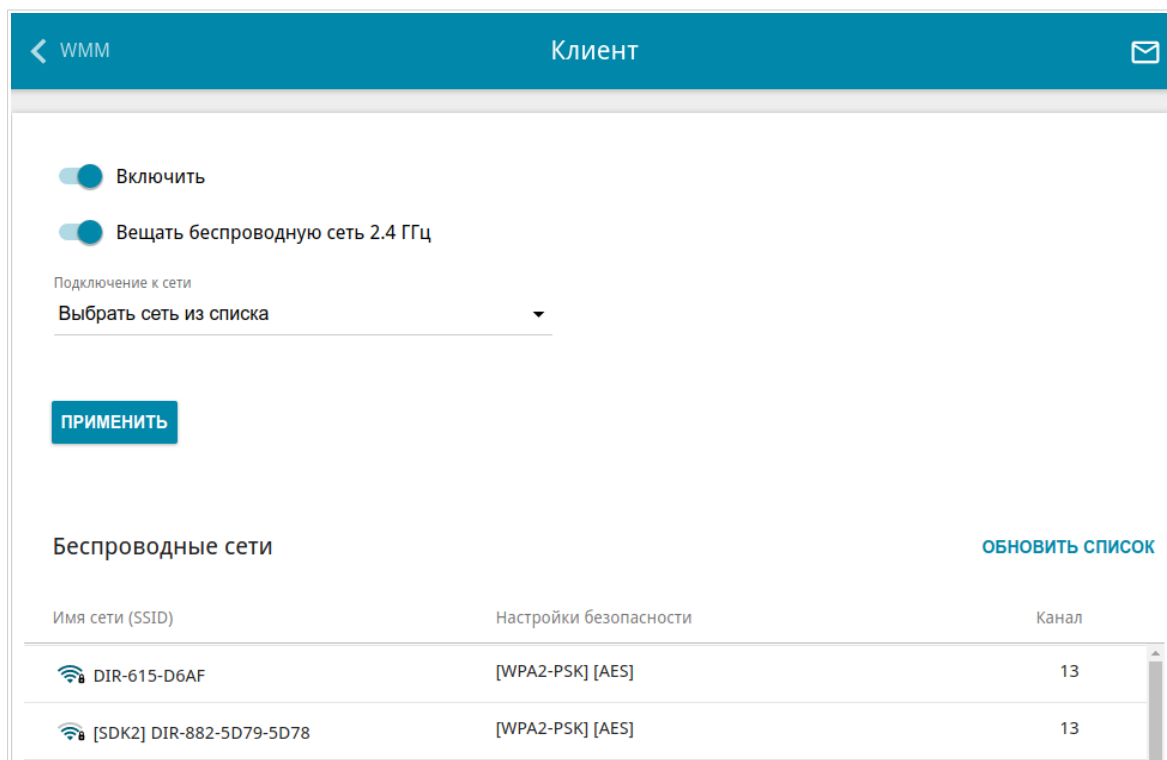 WMM Клиент
Включить
Вещать беспроводную сеть 2.4 ГГц
Подключение к сети
Выбрать сеть из списка
ПРИМЕНИТЬ
Беспроводные сети ОБНОВИТЬ СПИСОК
Имя сети (SSID) Настройки безопасности Канал
DIR-615-D6AF [WPA2-PSK] [AES] 13
[SDK2] DIR-882-5D79-5D78 [WPA2-PSK] [AES] 13